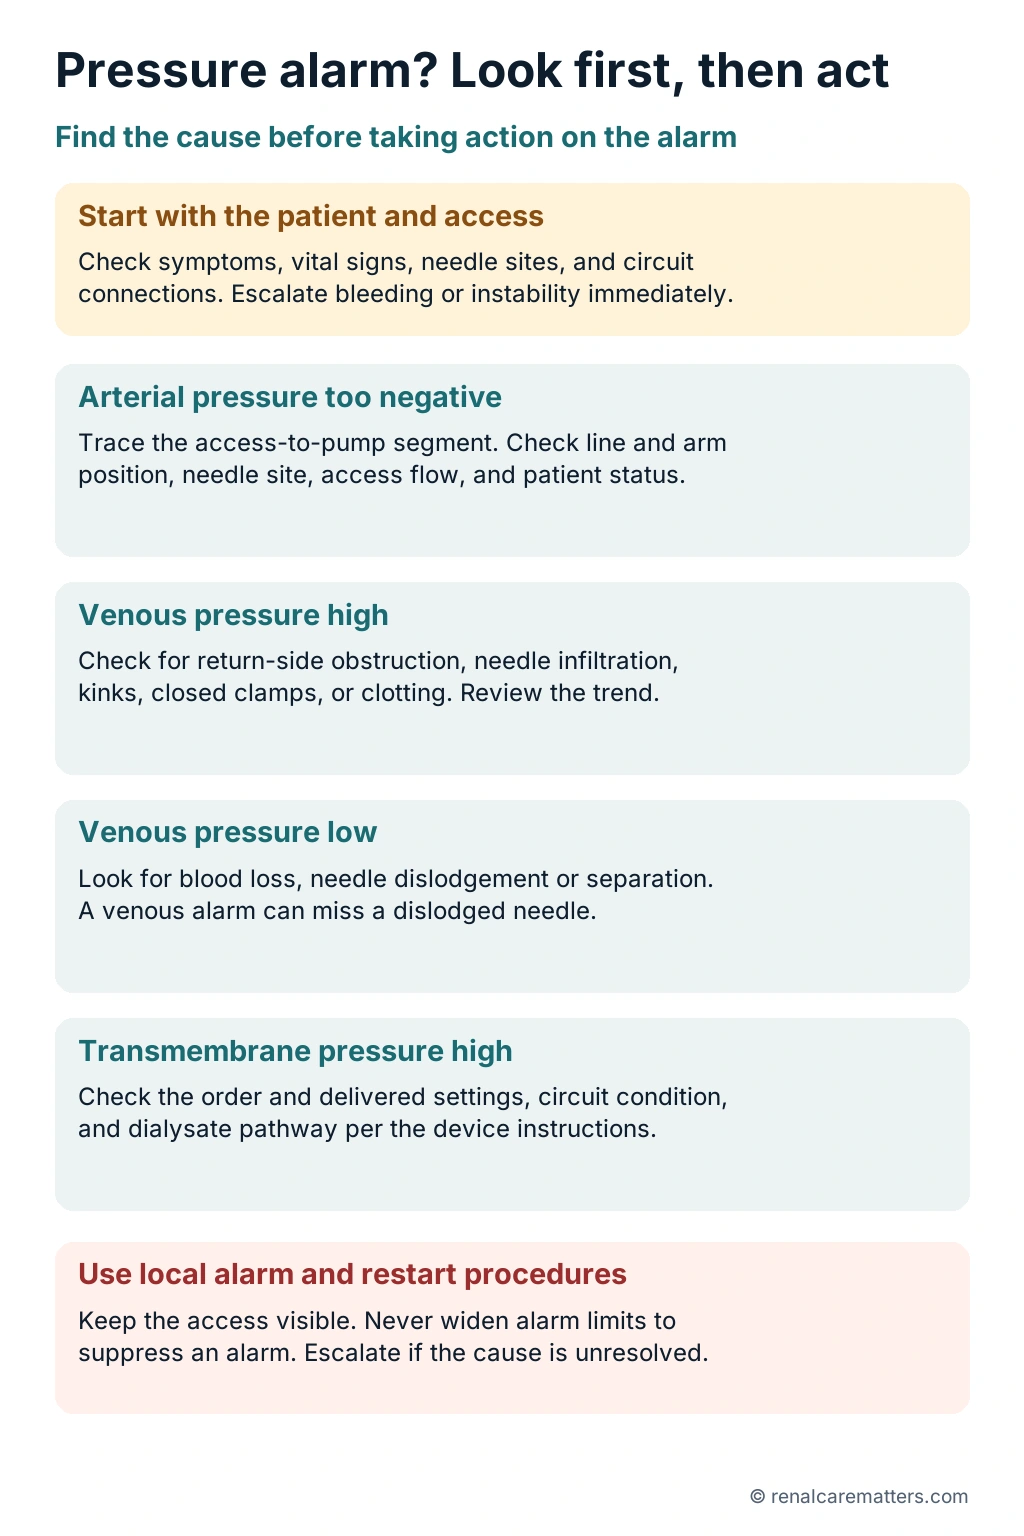 Pressure alarm? Look first, then act
Find the cause before taking action on the alarm
Start with the patient and access
Check symptoms, vital signs, needle sites, and circuit
connections. Escalate bleeding or instability immediately.
Arterial pressure too negative
Trace the access-to-pump segment. Check line and arm
position, needle site, access flow, and patient status.
Venous pressure high
Check for return-side obstruction, needle infiltration,
kinks, closed clamps, or clotting. Review the trend.
Venous pressure low
Look for blood loss, needle dislodgement or separation.
A venous alarm can miss a dislodged needle.
Transmembrane pressure high
Check the order and delivered settings, circuit condition,
and dialysate pathway per the device instructions.
Use local alarm and restart procedures
Keep the access visible. Never widen alarm limits to
suppress an alarm. Escalate if the cause is unresolved.
© renalcarematters.com